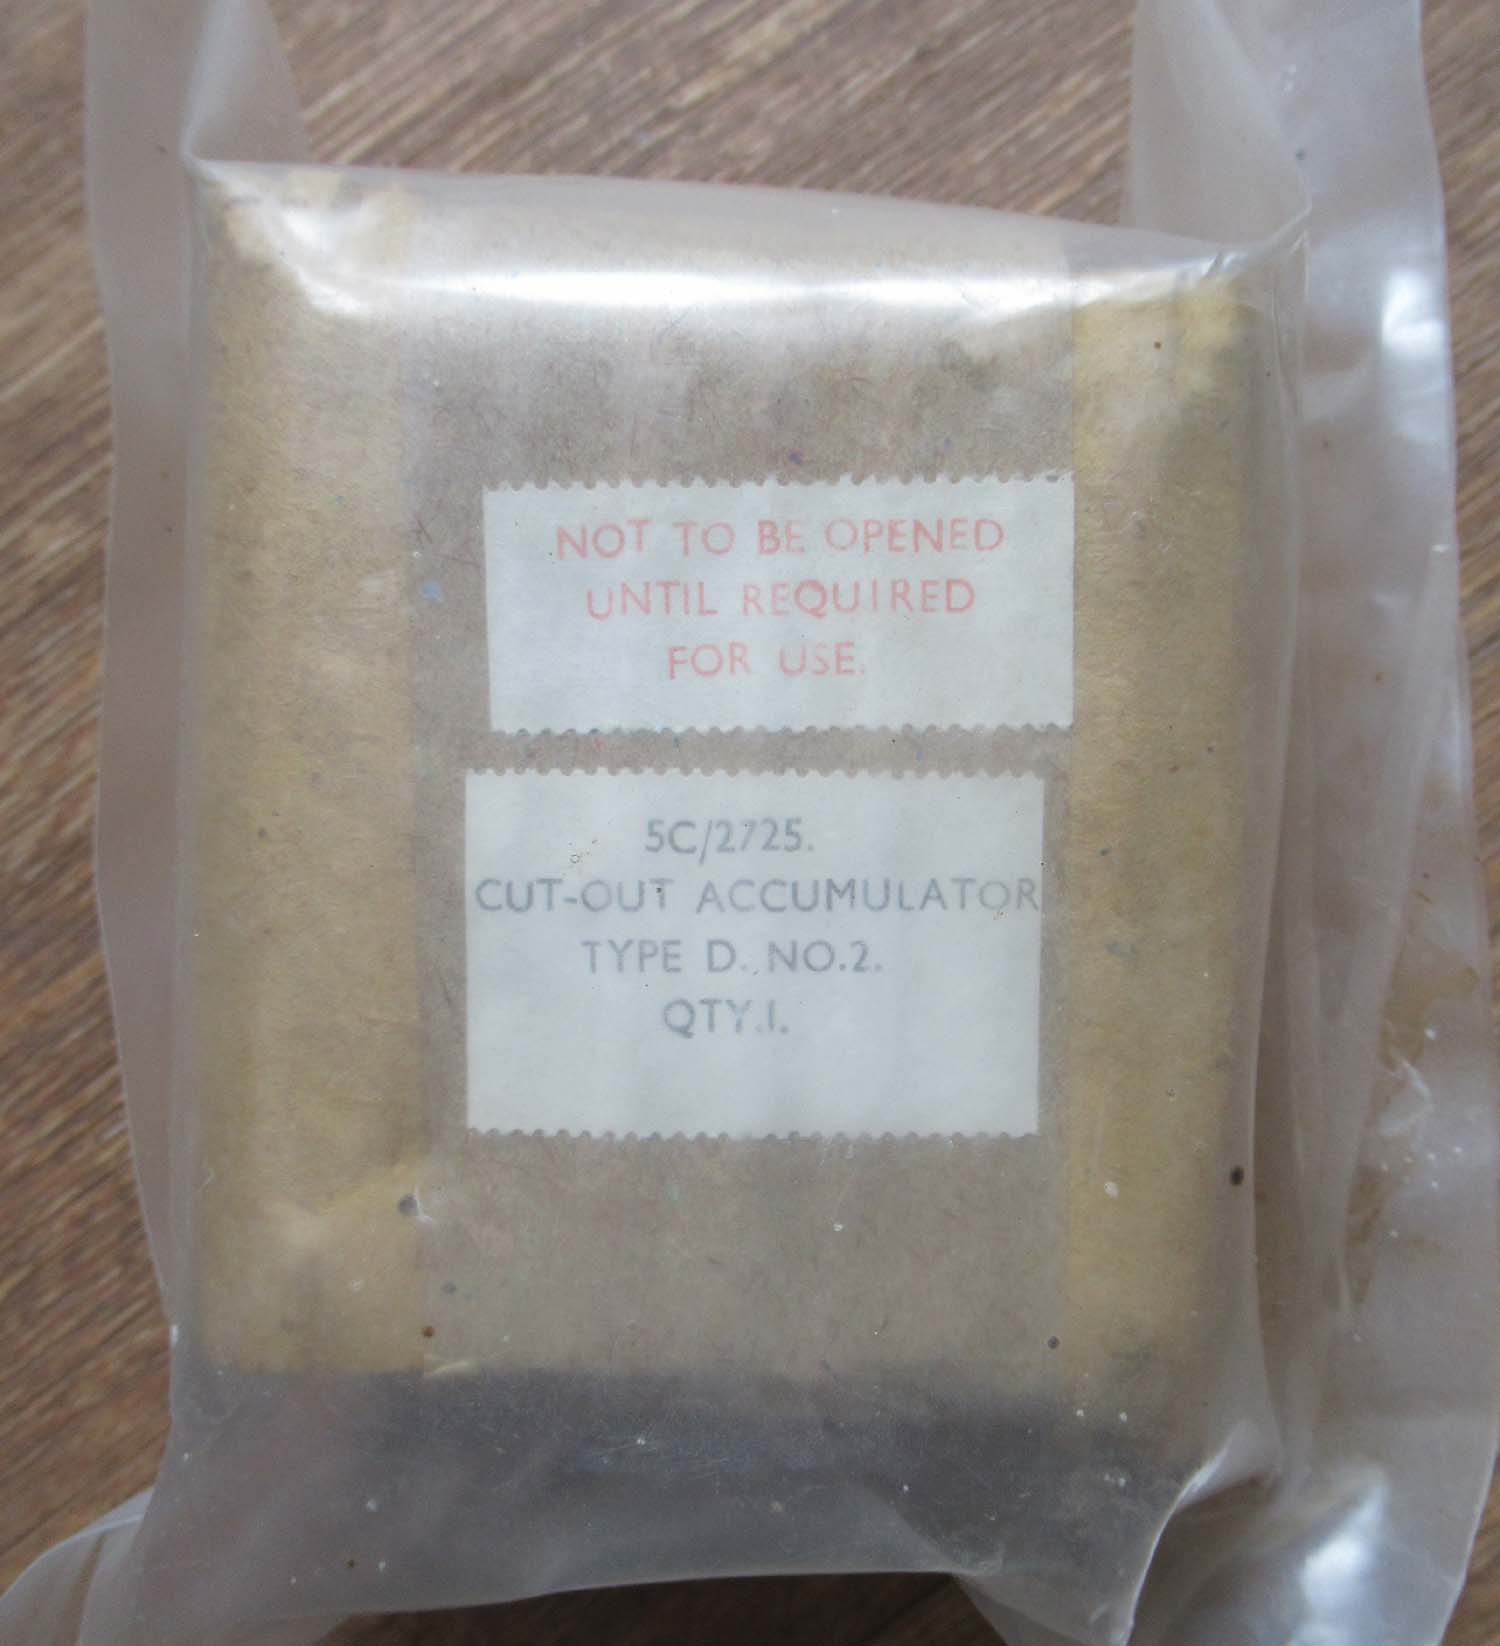 NOT TO BE OPENED
UNTIL REQUIRED
FOR USE.
5C/2725.
CUT-OUT ACCUMULATOR
TYPE D. NO.2.
QTY.1.